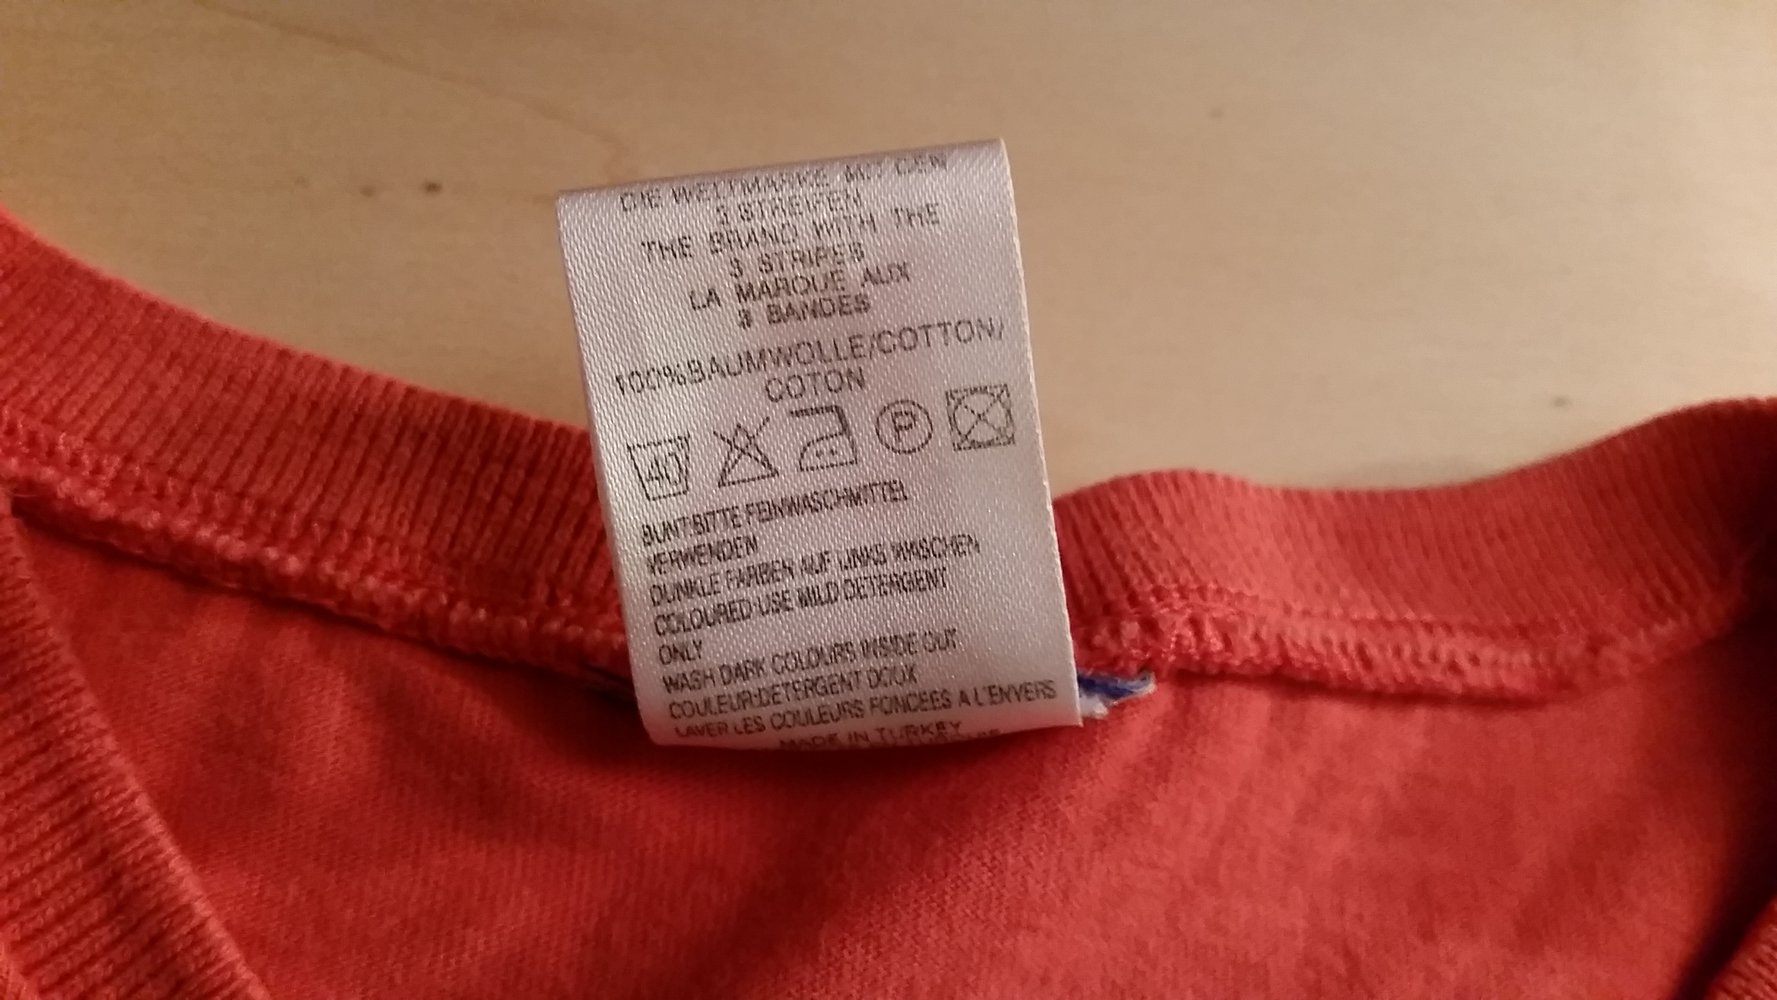 DIE WELTMARKE MIT DEN
3 STREIFEN
THE BRAND WITH THE
3 STRIPES
LA MARQUE AUX
3 BANDES
100%BAUMWOLLE/COTTON/
COTON
40 P
BUNT:BITTE FEINWASCHMITTEL
VERWENDEN
DUNKLE FARBEN AUF LINKS WASCHEN
COLOURED:USE MILD DETERGENT
ONLY
WASH DARK COLOURS INSIDE OUT
COULEUR:DETERGENT DOUX
LAVER LES COULEURS FONCEES A L'ENVERS
MADE IN TURKEY